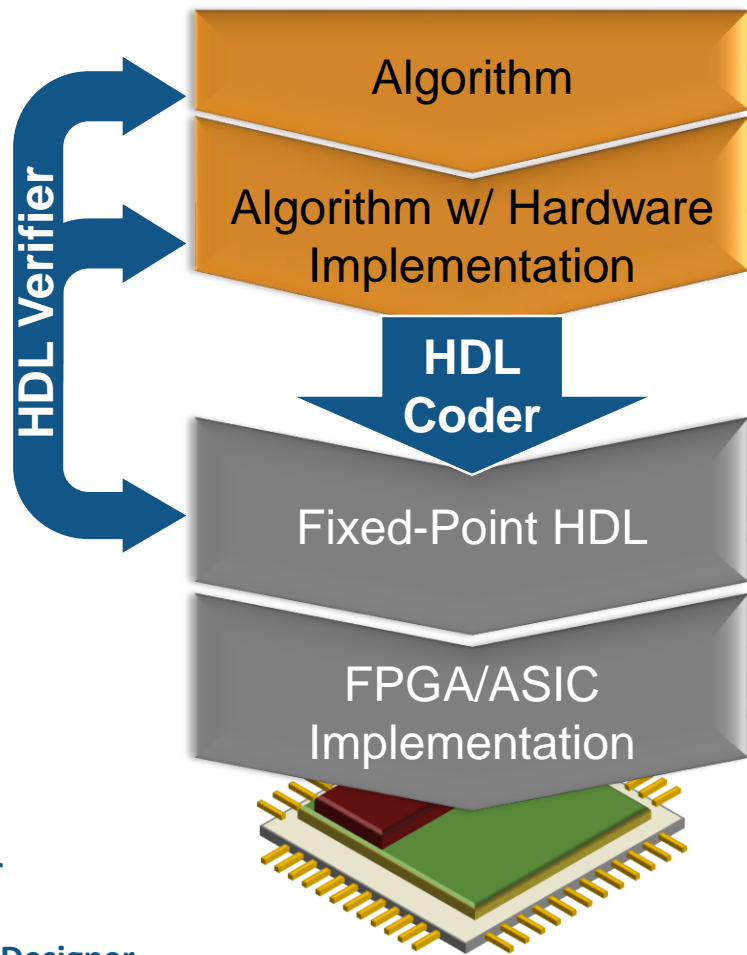 Algorithm
Algorithm w/ Hardware
Implementation
HDL Verifier
HDL
Coder
Fixed-Point HDL
FPGA/ASIC
Implementation
Designer